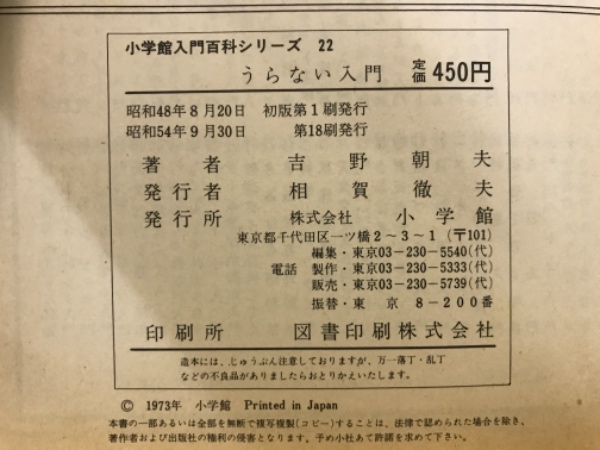 小学館入門百科シリーズ 22
うらない入門 定価 450円
昭和48年8月20日 初版第1刷発行
昭和54年9月30日 第18刷発行
著者 吉野朝夫
発行者 相賀徹夫
発行所 株式会社 小学館
東京都千代田区一ツ橋2〜3〜1(〒101)
編集・東京03-230-5540(代)
電話 製作・東京03-230-5333(代)
販売・東京03-230-5739(代)
振替・東京 8-200番
印刷所 図書印刷株式会社
造本には、じゅうぶん注意しておりますが、万一落丁・乱丁
などの不良品がありましたらおとりかえいたします。
© 1973年 小学館 Printed in Japan
本書の一部あるいは全部を無断で複写複製(コピー)することは、法律で認められた場合を除き、
著作者および出版社の権利の侵害となります。予め小社あて許諾を求めて下さい。